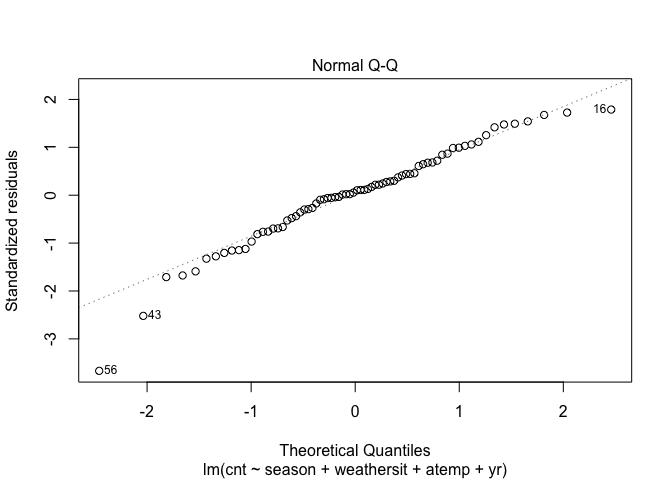 Normal Q-Q
Standardized residuals
2
1
0
-1
-2
-3
16
43
56
-2 -1 0 1 2
Theoretical Quantiles
lm(cnt ~ season + weathersit + atemp + yr)